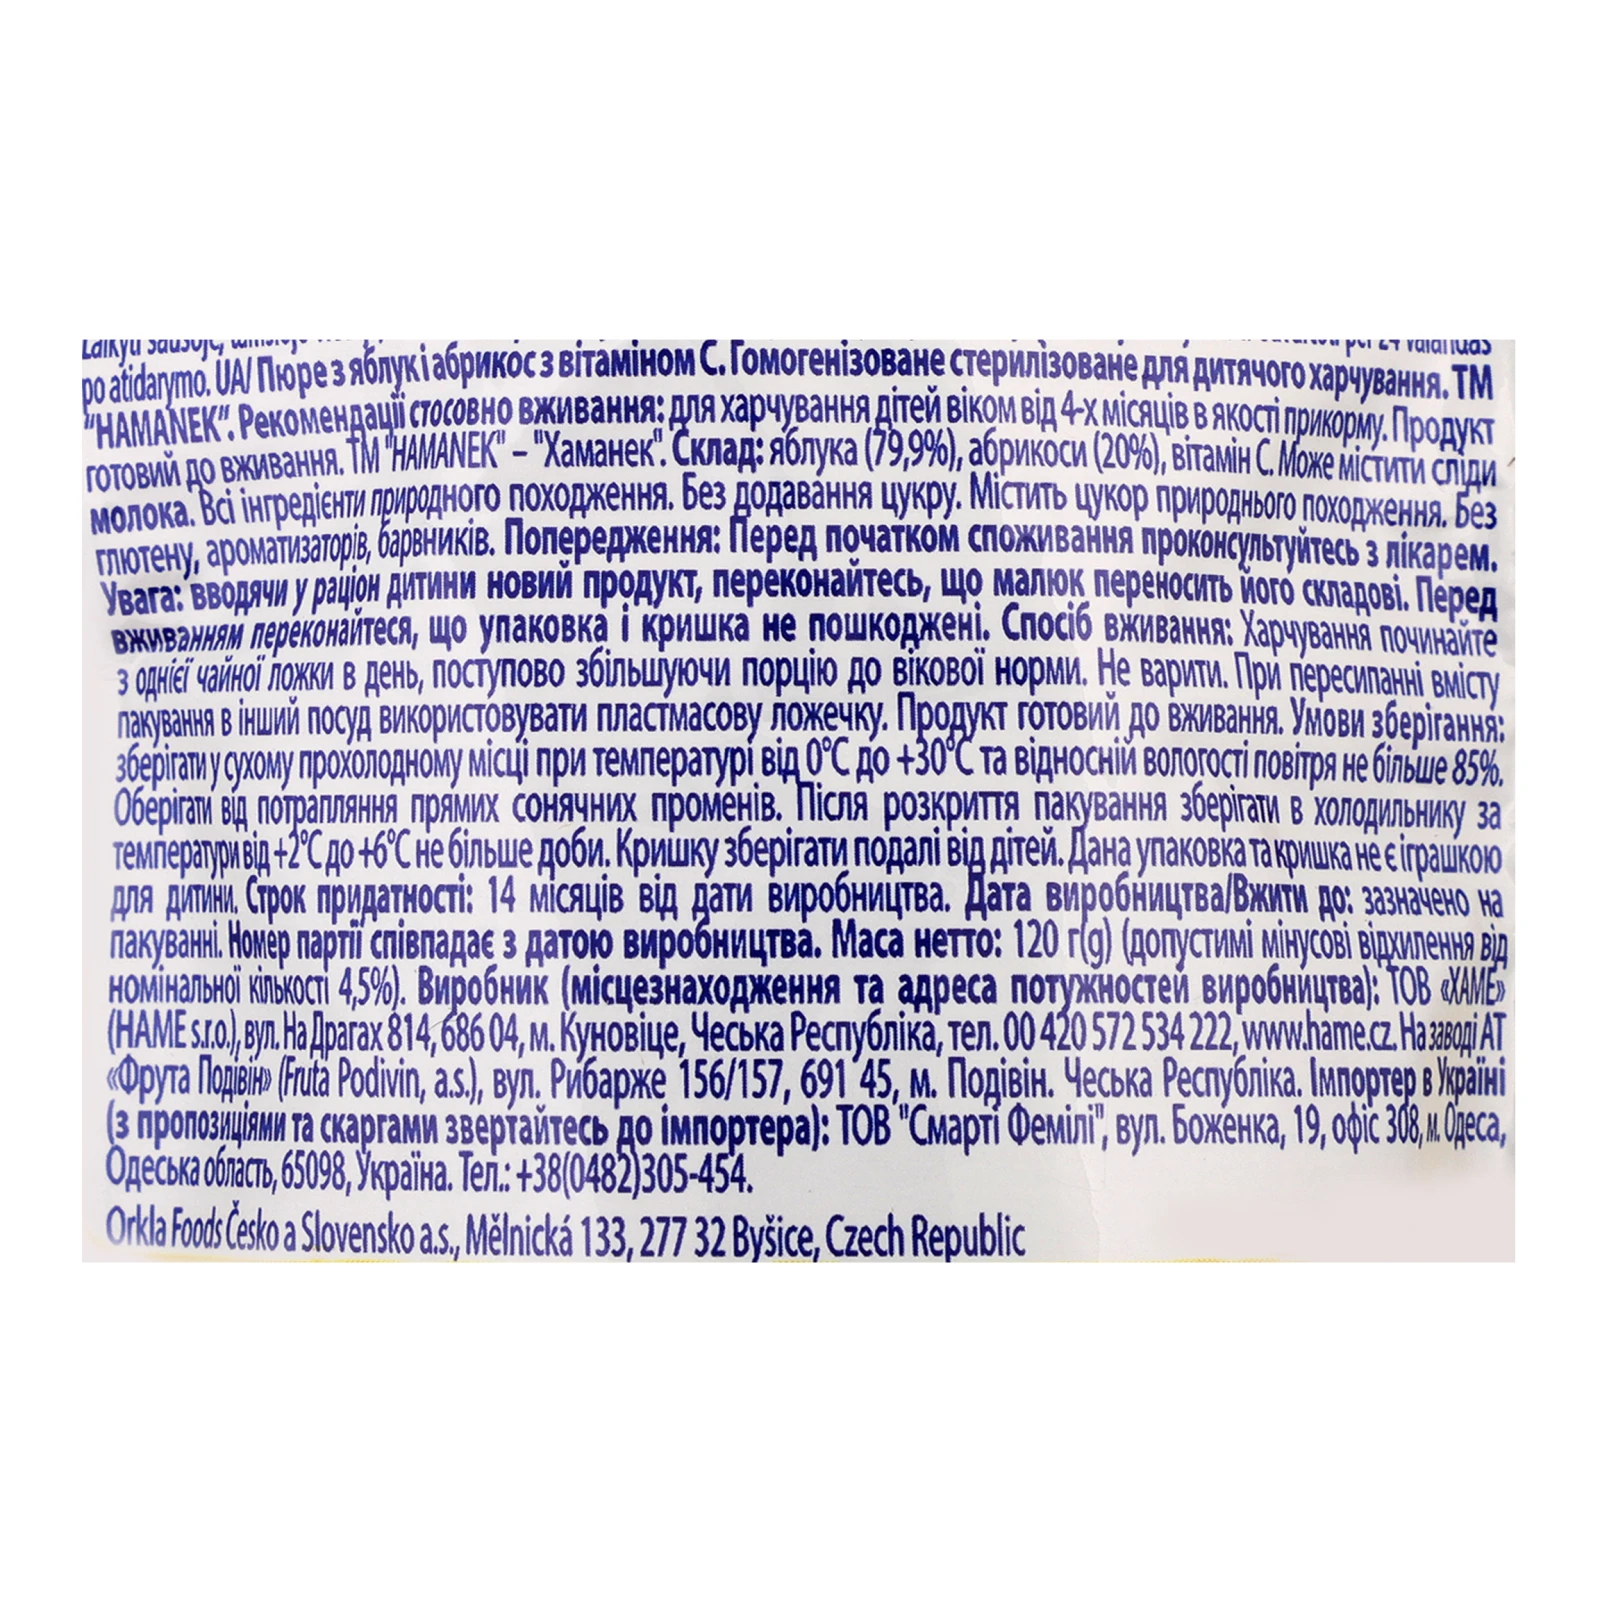 Laikyti sausoje,
po atidarymo. UA/ Пюре з яблук і абрикос з вітаміном С. Гомогенізоване стерилізоване для дитячого харчування. ТМ
"HAMANEK". Рекомендації стосовно вживання: для харчування дітей віком від 4-х місяців в якості прикорму. Продукт
готовий до вживання. ТМ "HAMANEK" – "Хаманек". Склад: яблука (79,9%), абрикоси (20%), вітамін С. Може містити сліди
молока. Всі інгредієнти природного походження. Без додавання цукру. Містить цукор природнього походження. Без
глютену, ароматизаторів, барвників. Попередження: Перед початком споживання проконсультуйтесь з лікарем.
Увага: вводячи у раціон дитини новий продукт, переконайтесь, що малюк переносить його складові. Перед
вживанням переконайтеся, що упаковка і кришка не пошкоджені. Спосіб вживання: Харчування починайте
з однієї чайної ложки в день, поступово збільшуючи порцію до вікової норми. Не варити. При пересипанні вмісту
пакування в інший посуд використовувати пластмасову ложечку. Продукт готовий до вживання. Умови зберігання:
зберігати у сухому прохолодному місці при температурі від 0°С до +30°С та відносній вологості повітря не більше 85%.
Оберігати від потрапляння прямих сонячних променів. Після розкриття пакування зберігати в холодильнику за
температури від +2°С до +6°С не більше доби. Кришку зберігати подалі від дітей. Дана упаковка та кришка не є іграшкою
для дитини. Строк придатності: 14 місяців від дати виробництва. Дата виробництва/Вжити до: зазначено на
пакуванні. Номер партії співпадає з датою виробництва. Маса нетто: 120 г(g) (допустимі мінусові відхилення від
номінальної кількості 4,5%). Виробник (місцезнаходження та адреса потужностей виробництва): ТОВ «ХАМЕ»
(HAME s.r.o.), вул. На Драгах 814, 686 04, м. Куновіце, Чеська Республіка, тел. 00 420 572 534 222, www.hame.cz. На заводі АТ
«Фрута Подівін» (Fruta Podivin, a.s.), вул. Рибарже 156/157, 691 45, м. Подівін. Чеська Республіка. Імпортер в Україні
(з пропозиціями та скаргами звертайтесь до імпортера): ТОВ "Смарті Фемілі", вул. Боженка, 19, офіс 308, м. Одеса,
Одеська область, 65098, Україна. Тел.: +38(0482)305-454.
Orkla Foods Česko a Slovensko a.s., Mělnická 133, 277 32 Byšice, Czech Republic